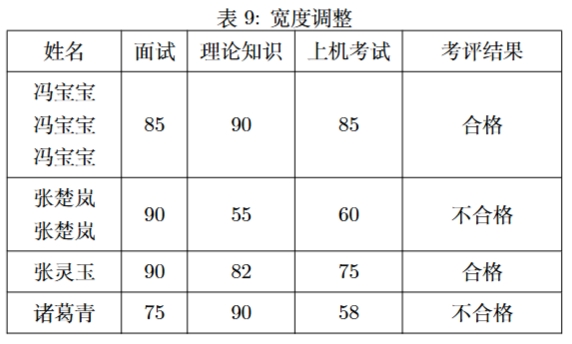 表 9: 宽度调整
姓名 面试 理论知识 上机考试 考评结果
冯宝宝
冯宝宝 85 90 85 合格
冯宝宝
张楚岚
张楚岚 90 55 60 不合格
张灵玉 90 82 75 合格
诸葛青 75 90 58 不合格